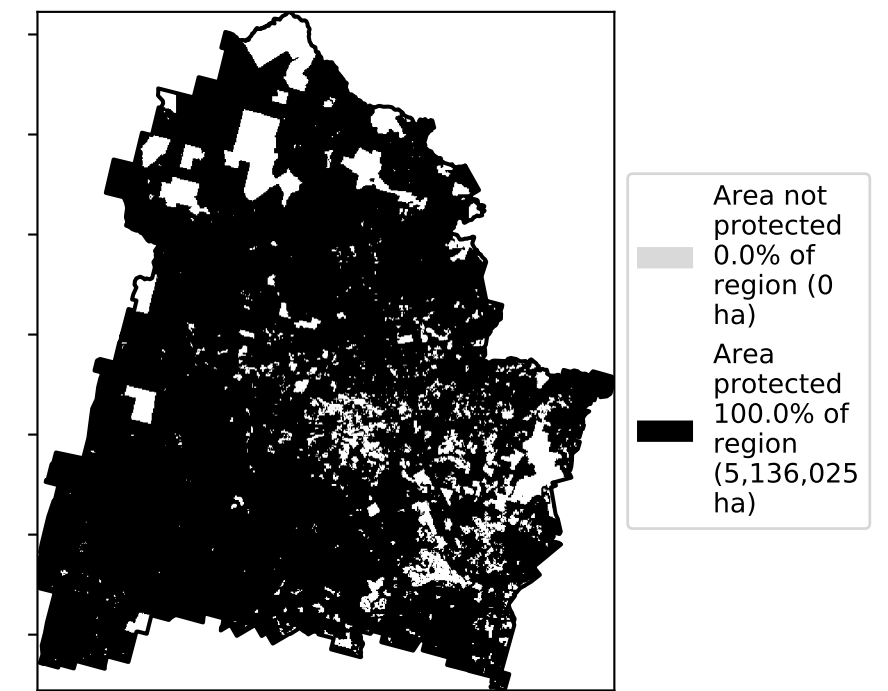 Area not
protected
0.0% of
region (0
ha)
Area
protected
100.0% of
region
(5,136,025
ha)